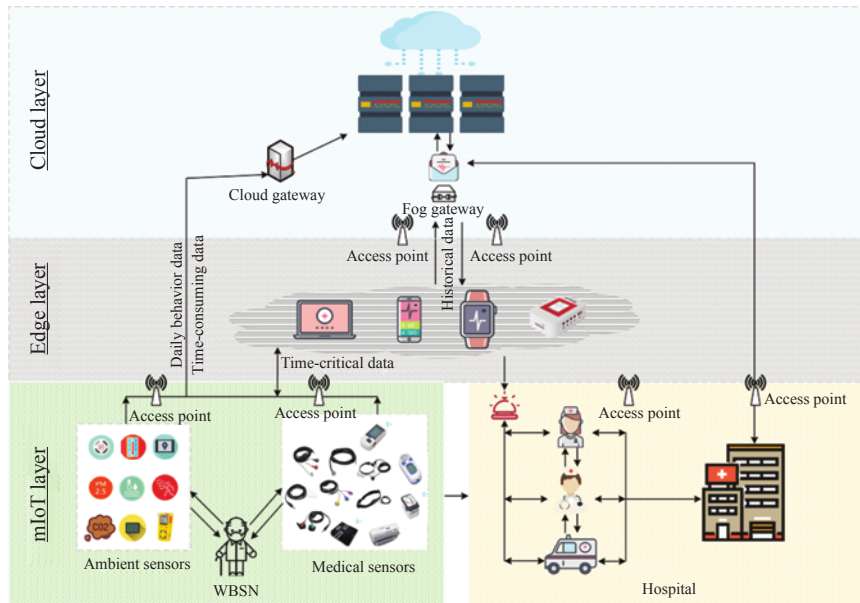 Cloud layer
Cloud gateway
Fog gateway
Access point
Access point
Daily behavior data
Time-consuming data
Historical data
Edge layer
Time-critical data
Access point
Access point
Access point
Access point
mIoT layer
PM
2.5
CO2
Ambient sensors
WBSN
Medical sensors
Hospital